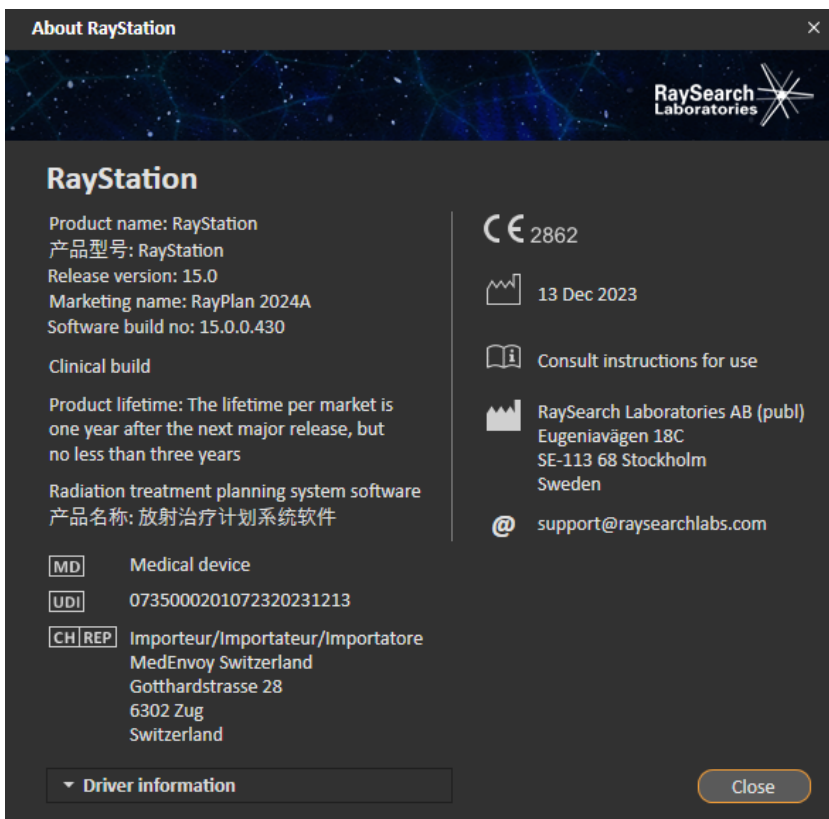 About RayStation
RaySearch
Laboratories
RayStation
Product name: RayStation
产品型号: RayStation
Release version: 15.0
Marketing name: RayPlan 2024A
Software build no: 15.0.0.430
Clinical build
Product lifetime: The lifetime per market is
one year after the next major release, but
no less than three years
Radiation treatment planning system software
产品名称: 放射治疗计划系统软件
CE 2862
13 Dec 2023
Consult instructions for use
RaySearch Laboratories AB (publ)
Eugeniavägen 18C
SE-113 68 Stockholm
Sweden
@ support@raysearchlabs.com
MD Medical device
UDI 0735000201072320231213
CH REP Importeur/Importateur/Importatore
MedEnvoy Switzerland
Gotthardstrasse 28
6302 Zug
Switzerland
Driver information
Close